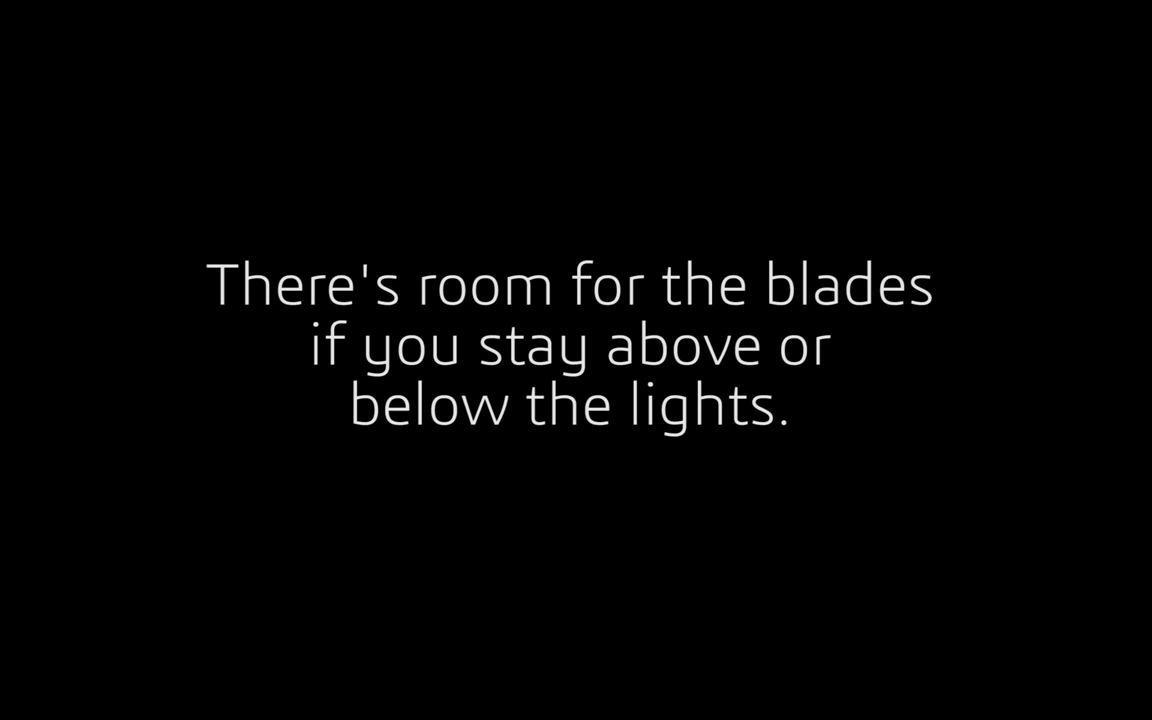 There's room for the blades
if you stay above or
below the lights.